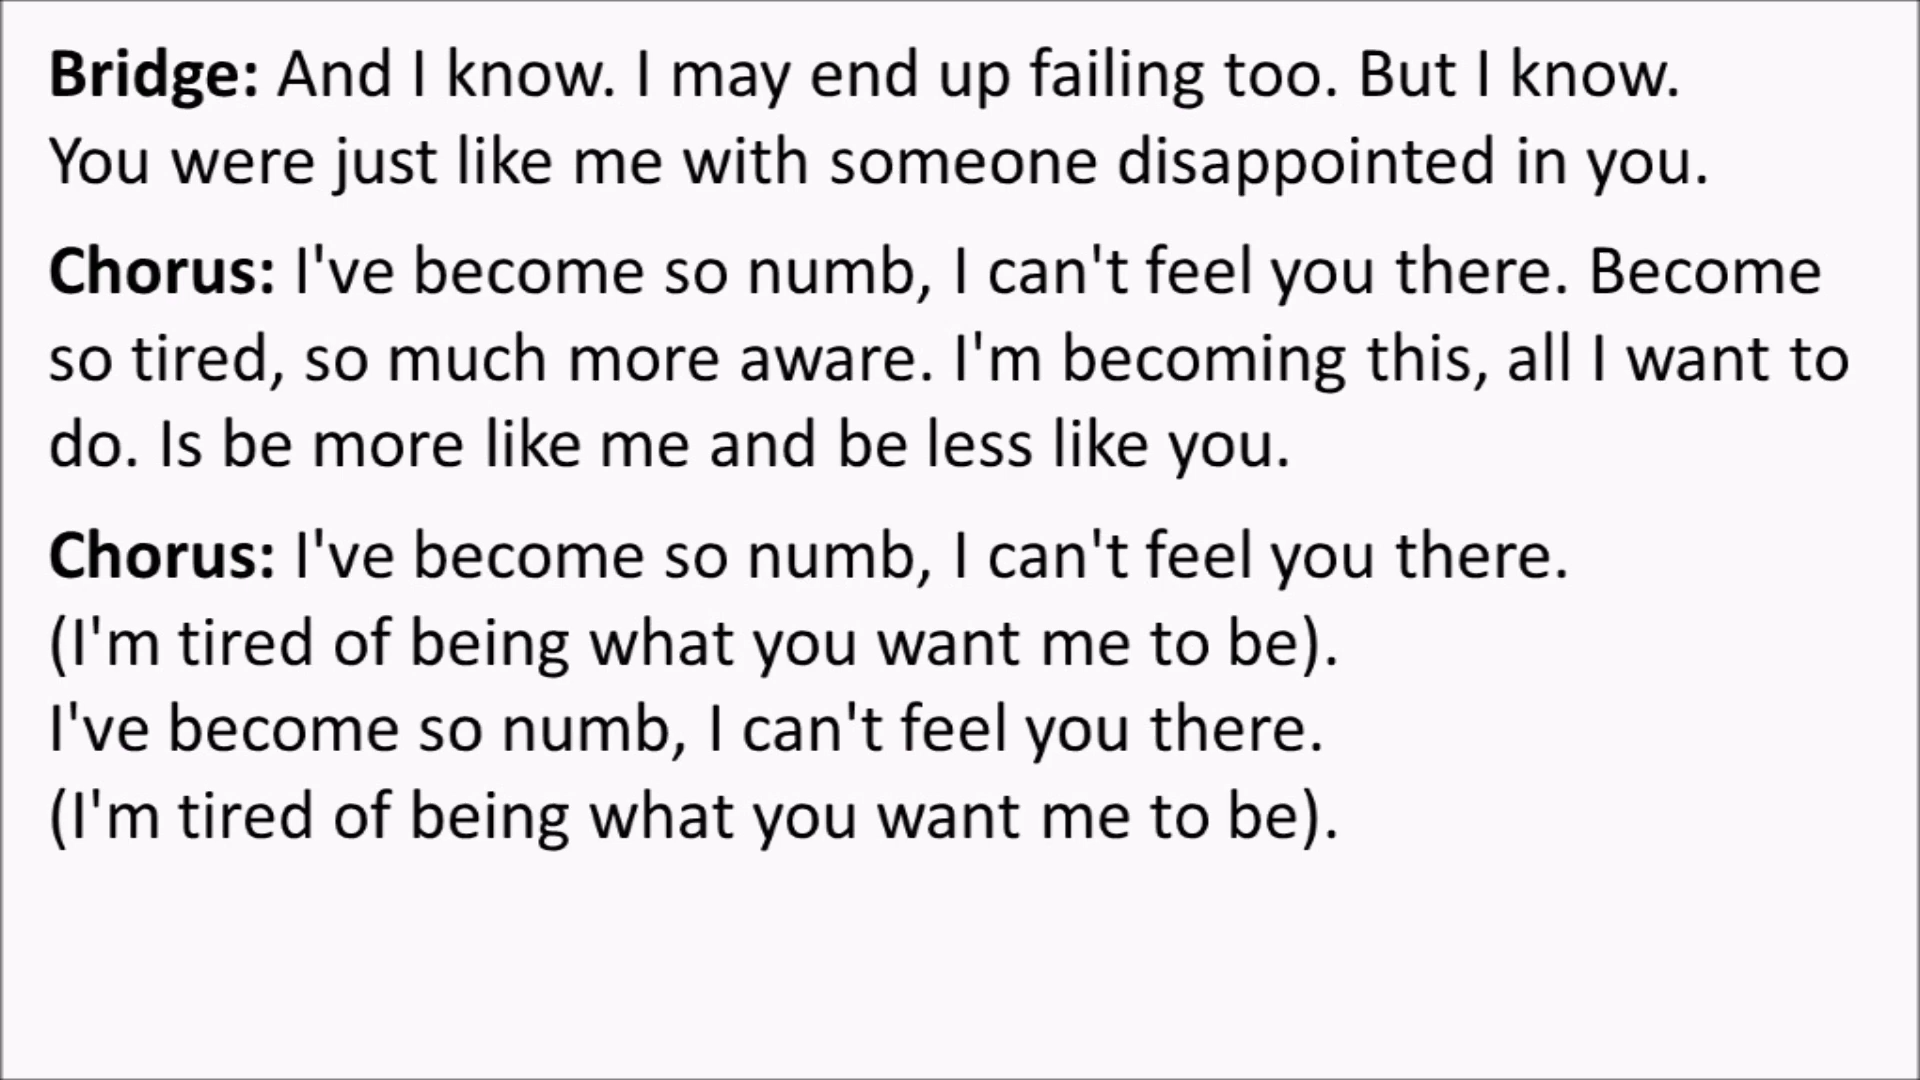 Bridge: And I know. I may end up failing too. But I know.
You were just like me with someone disappointed in you.
Chorus: I've become so numb, I can't feel you there. Become
so tired, so much more aware. I'm becoming this, all I want to
do. Is be more like me and be less like you.
Chorus: I've become so numb, I can't feel you there.
(I'm tired of being what you want me to be).
I've become so numb, I can't feel you there.
(I'm tired of being what you want me to be).